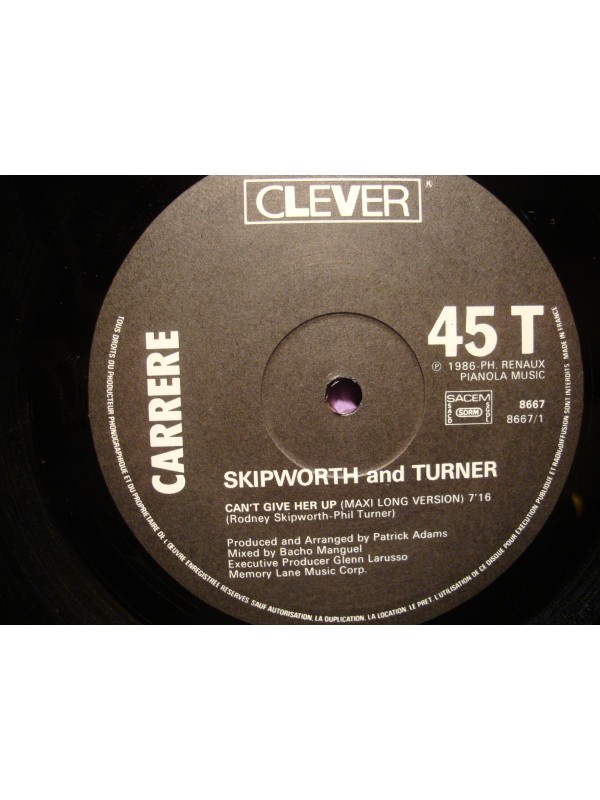 CLEVER
®
CARRERE
45 T
℗ 1986-PH. RENAUX
PIANOLA MUSIC
SACEM
SACD
SDRM
SGDL
8667
8667/1
SKIPWORTH and TURNER
CAN'T GIVE HER UP (MAXI LONG VERSION) 7'16
(Rodney Skipworth-Phil Turner)
Produced and Arranged by Patrick Adams
Mixed by Bacho Manguel
Executive Producer Glenn Larusso
Memory Lane Music Corp.
TOUS DROITS DU PRODUCTEUR PHONOGRAPHIQUE ET DU PROPRIETAIRE DE L'ŒUVRE ENREGISTREE RESERVES SAUF AUTORISATION, LA DUPLICATION, LA LOCATION, LE PRET, L'UTILISATION DE CE DISQUE POUR EXECUTION PUBLIQUE ET RADIODIFFUSION SONT INTERDITS MADE IN FRANCE